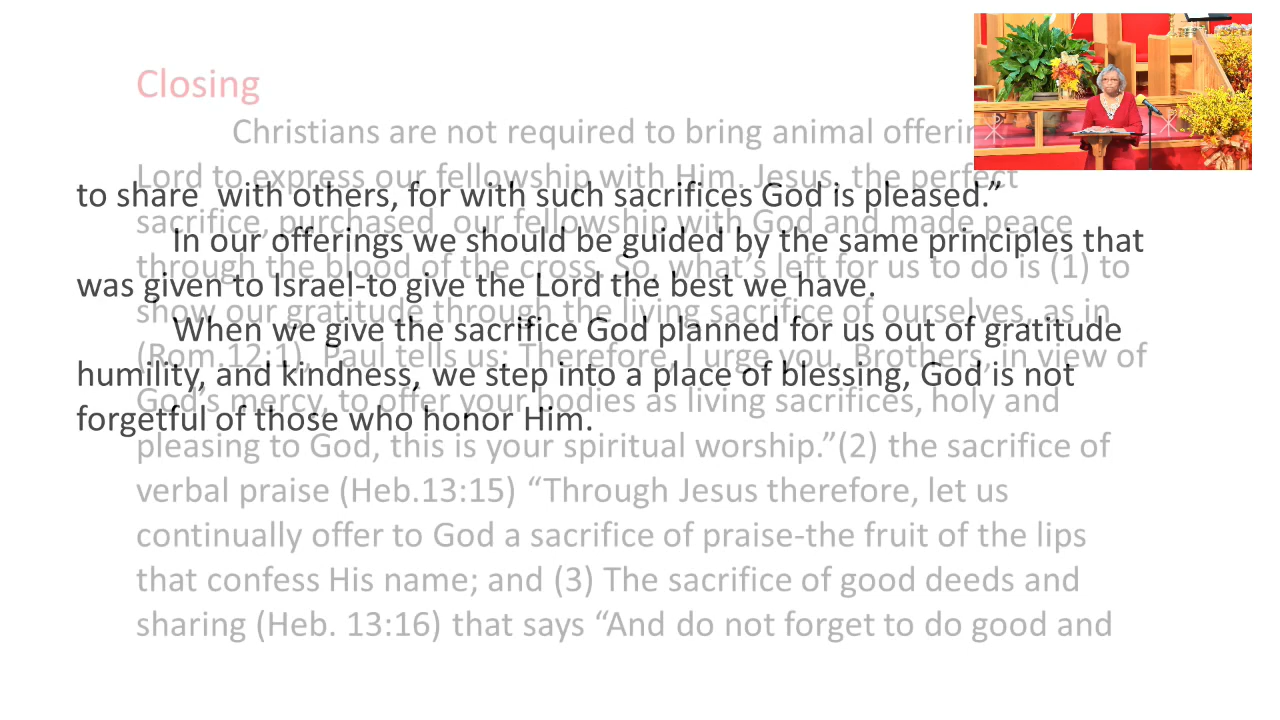 Closing
Christians are not required to bring animal offerin
Lord to express our fellowship with Him. Jesus, the perfect
sacrifice, purchased our fellowship with God and made peace
through the blood of the cross. So, what's left for us to do is (1) to
show our gratitude through the living sacrifice of ourselves, as in
(Rom.12:1), Paul tells us: Therefore, I urge you, Brothers, in view of
God's mercy, to offer your bodies as living sacrifices, holy and
pleasing to God, this is your spiritual worship.”(2) the sacrifice of
verbal praise (Heb.13:15) “Through Jesus therefore, let us
continually offer to God a sacrifice of praise-the fruit of the lips
that confess His name; and (3) The sacrifice of good deeds and
sharing (Heb. 13:16) that says “And do not forget to do good and
to share with others, for with such sacrifices God is pleased.”
In our offerings we should be guided by the same principles that
was given to Israel-to give the Lord the best we have.
When we give the sacrifice God planned for us out of gratitude
humility, and kindness, we step into a place of blessing, God is not
forgetful of those who honor Him.